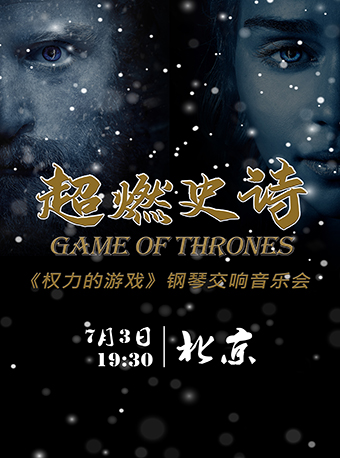 超燃史诗
GAME OF THRONES
《权力的游戏》钢琴交响音乐会
7月3日
19:30
北京